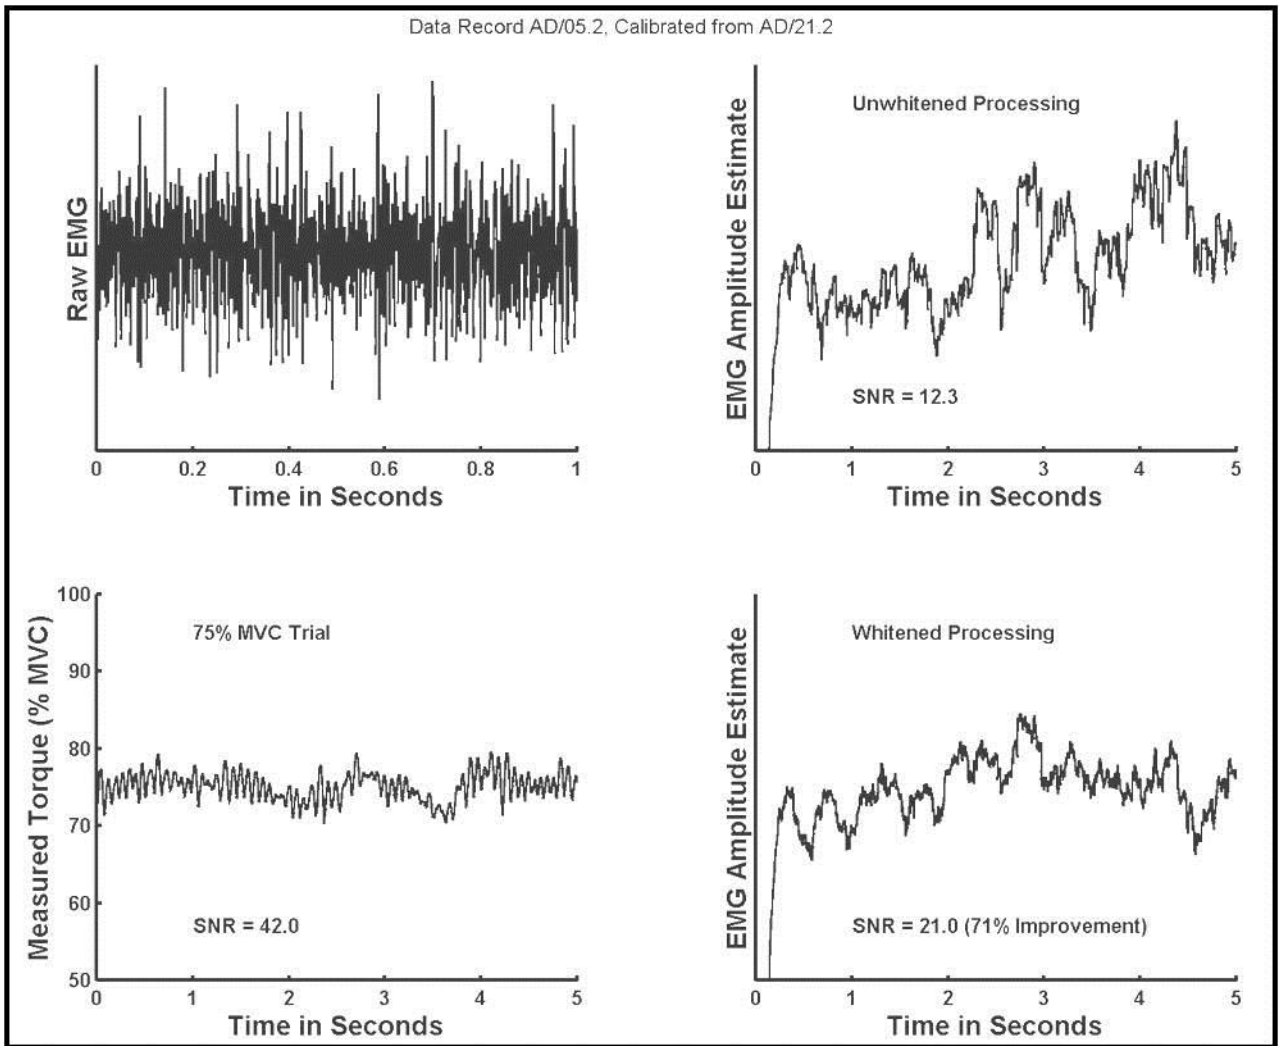 Data Record AD/05.2, Calibrated from AD/21.2
Raw EMG
0 0.2 0.4 0.6 0.8 1
Time in Seconds
EMG Amplitude Estimate
Unwhitened Processing
SNR = 12.3
0 1 2 3 4 5
Time in Seconds
Measured Torque (% MVC)
100
90
80
70
60
50
75% MVC Trial
SNR = 42.0
0 1 2 3 4 5
Time in Seconds
EMG Amplitude Estimate
Whitened Processing
SNR = 21.0 (71% Improvement)
0 1 2 3 4 5
Time in Seconds